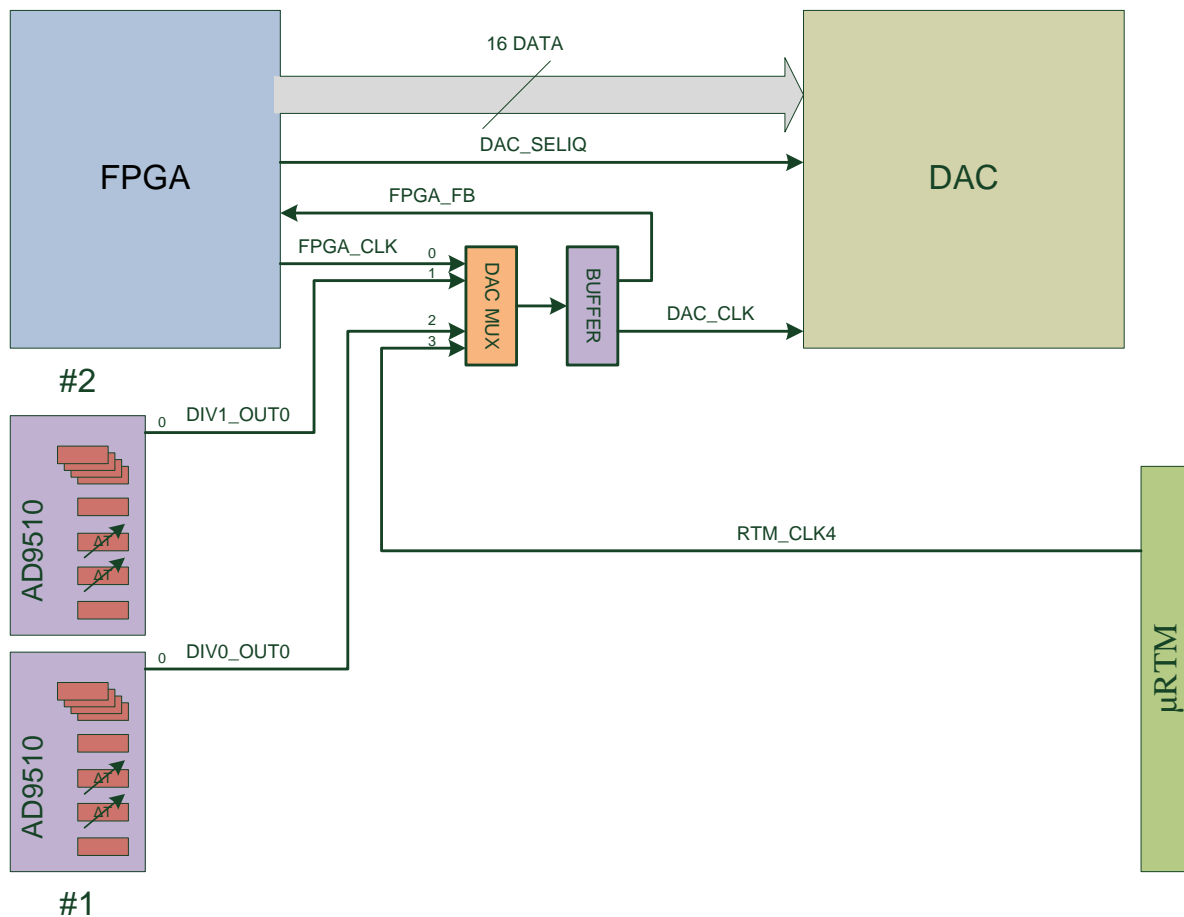 16 DATA
FPGA
DAC_SELIQ
DAC
FPGA_FB
FPGA_CLK
0
1
2
3
DAC MUX
BUFFER
DAC_CLK
#2
0
DIV1_OUT0
AD9510
ΔT
ΔT
RTM_CLK4
μRTM
0
DIV0_OUT0
AD9510
ΔT
ΔT
#1